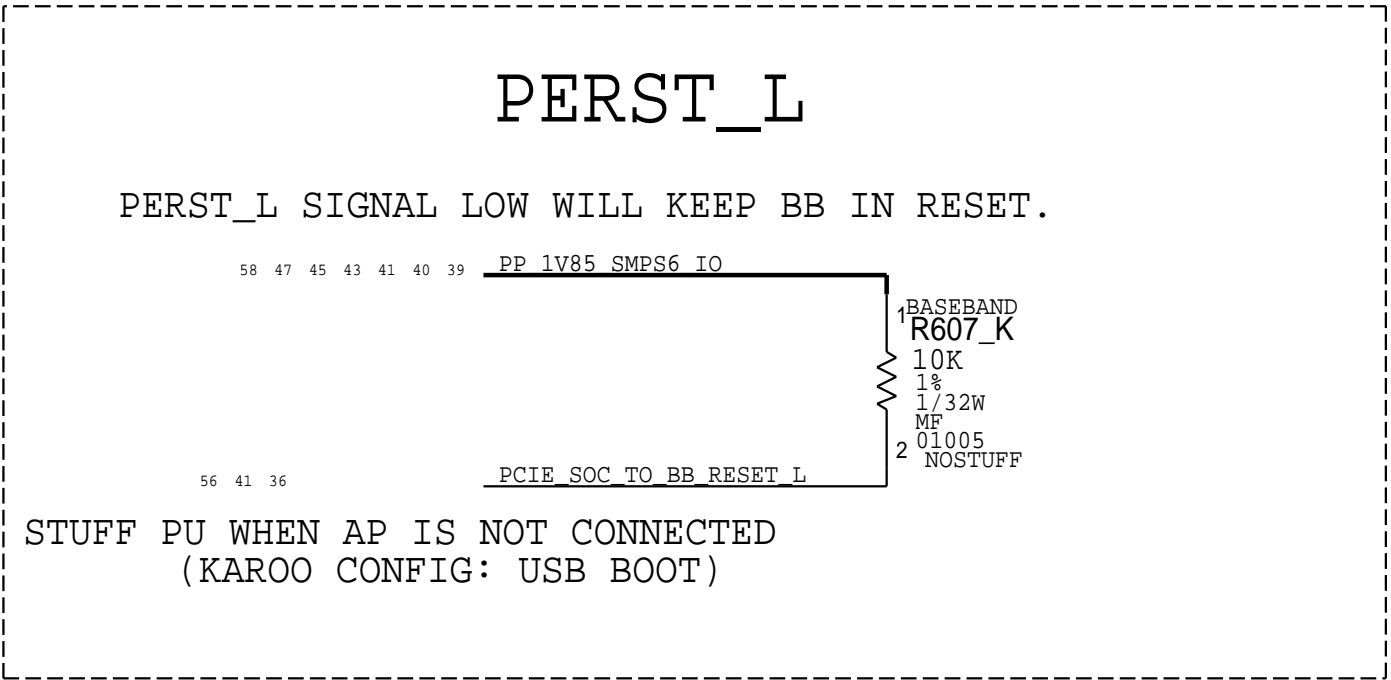 PERST_L
PERST_L SIGNAL LOW WILL KEEP BB IN RESET.
58 47 45 43 41 40 39 PP_1V85_SMPS6_IO
1 BASEBAND
R607_K
10K
1%
1/32W
MF
2 01005
NOSTUFF
56 41 36 PCIE_SOC_TO_BB_RESET_L
STUFF PU WHEN AP IS NOT CONNECTED
(KAROO CONFIG: USB BOOT)